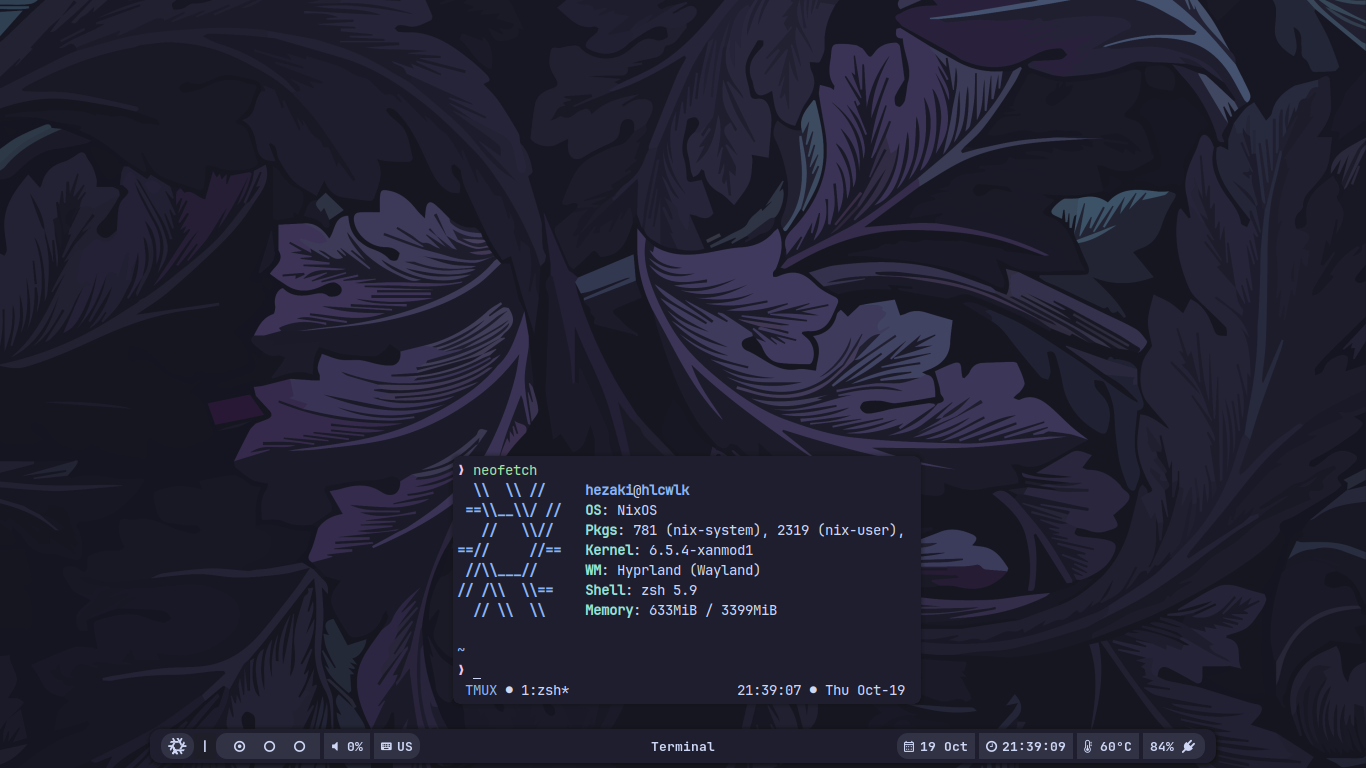 ❱ neofetch
  \\  \\ //     hezaki@hlcwlk
 ==\\__\\/ //   OS: NixOS
   //   \\//    Pkgs: 781 (nix-system), 2319 (nix-user),
==//     //==   Kernel: 6.5.4-xanmod1
 //\\___//      WM: Hyprland (Wayland)
// /\\  \\==    Shell: zsh 5.9
  // \\  \\     Memory: 633MiB / 3399MiB
~
❱ _
TMUX ● 1:zsh* 21:39:07 ● Thu Oct-19
| 0% US Terminal 19 Oct 21:39:09 60°C 84%